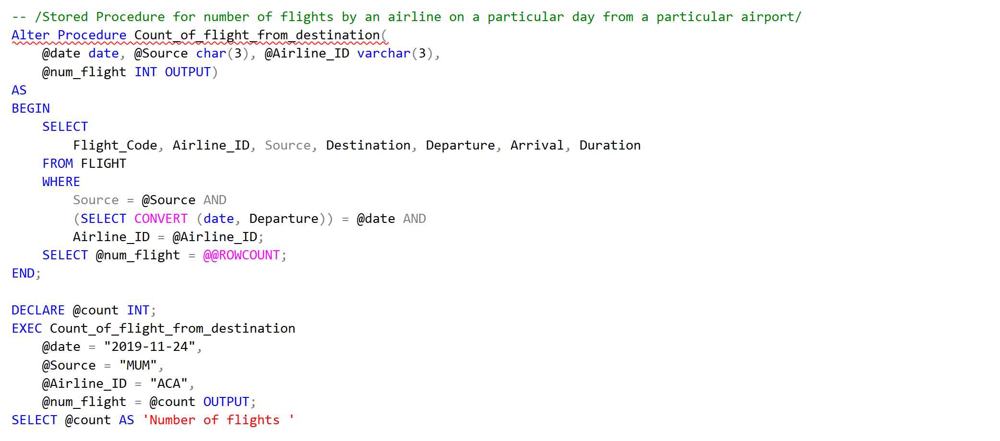 -- /Stored Procedure for number of flights by an airline on a particular day from a particular airport/
Alter Procedure Count_of_flight_from_destination(
    @date date, @Source char(3), @Airline_ID varchar(3),
    @num_flight INT OUTPUT)
AS
BEGIN
    SELECT
        Flight_Code, Airline_ID, Source, Destination, Departure, Arrival, Duration
    FROM FLIGHT
    WHERE
        Source = @Source AND
        (SELECT CONVERT (date, Departure)) = @date AND
        Airline_ID = @Airline_ID;
    SELECT @num_flight = @@ROWCOUNT;
END;

DECLARE @count INT;
EXEC Count_of_flight_from_destination
    @date = "2019-11-24",
    @Source = "MUM",
    @Airline_ID = "ACA",
    @num_flight = @count OUTPUT;
SELECT @count AS 'Number of flights '